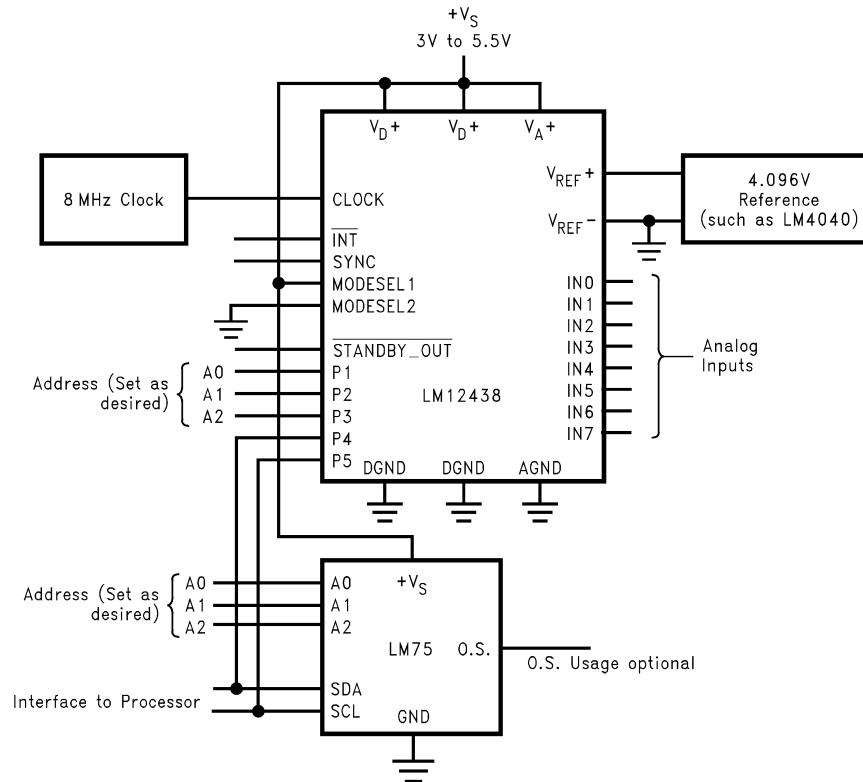 +VS
3V to 5.5V
VD+ VD+ VA+
8 MHz Clock
CLOCK
INT
SYNC
MODESEL1
MODESEL2
STANDBY_OUT
P1
P2
P3
P4
P5
LM12438
DGND DGND AGND
VREF+
VREF-
4.096V
Reference
(such as LM4040)
IN0
IN1
IN2
IN3
IN4
IN5
IN6
IN7
Analog
Inputs
Address (Set as
desired)
A0
A1
A2
Address (Set as
desired)
A0
A1
A2
A0
A1
A2
+VS
LM75
O.S.
O.S. Usage optional
Interface to Processor
SDA
SCL
GND